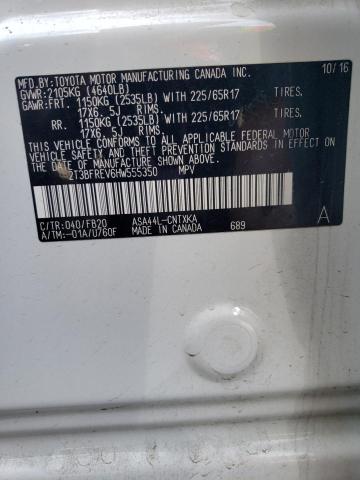 MFD.BY:TOYOTA MOTOR MANUFACTURING CANADA INC. 10/16
GVWR:2105KG (4640LB)
GAWR:FRT. 1150KG (2535LB) WITH 225/65R17 TIRES.
17X6. 5J RIMS.
RR. 1150KG (2535LB) WITH 225/65R17 TIRES.
17X6. 5J RIMS.
THIS VEHICLE CONFORMS TO ALL APPLICABLE FEDERAL MOTOR
VEHICLE SAFETY, BUMPER, AND THEFT PREVENTION STANDARDS
IN EFFECT ON THE DATE OF MANUFACTURE SHOWN ABOVE.
2T3BFREV6HW555350 MPV
C/TR:040/FB20 ASA44L-CNTXKA A
A/TM:-01A/U760F MADE IN CANADA 689